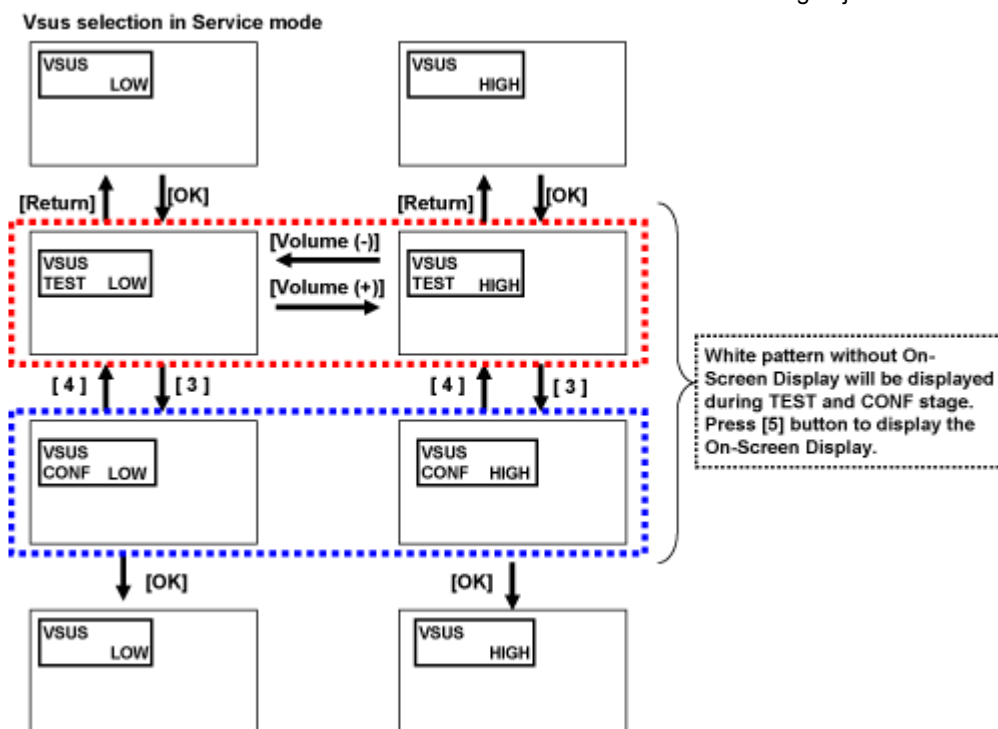 Vsus selection in Service mode
VSUS
LOW
VSUS
HIGH
[Return]
[OK]
[Return]
[OK]
VSUS
TEST LOW
[Volume (-)]
[Volume (+)]
VSUS
TEST HIGH
[ 4 ]
[ 3 ]
[ 4 ]
[ 3 ]
White pattern without On-
Screen Display will be displayed
during TEST and CONF stage.
Press [5] button to display the
On-Screen Display.
VSUS
CONF LOW
VSUS
CONF HIGH
[OK]
[OK]
VSUS
LOW
VSUS
HIGH